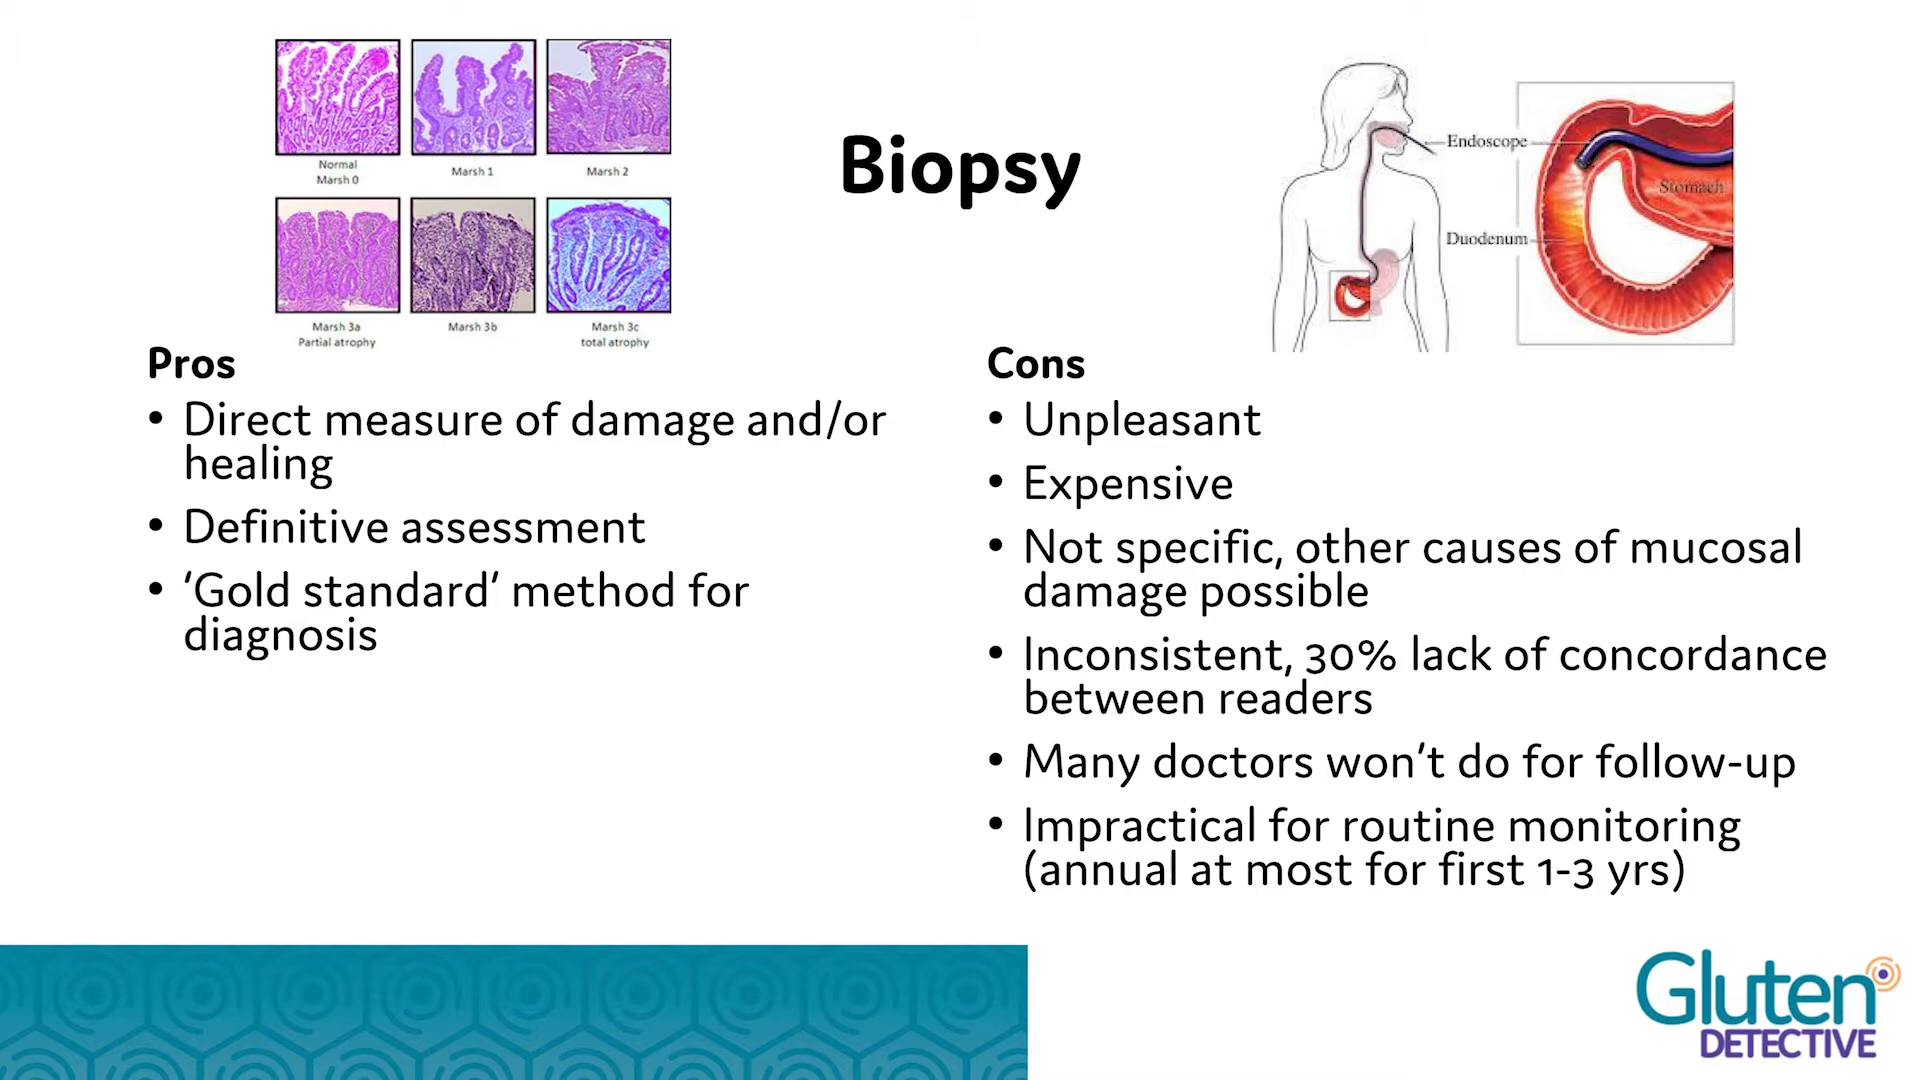 Normal
Marsh 0
Marsh 1
Marsh 2
Marsh 3a
Partial atrophy
Marsh 3b
Marsh 3c
total atrophy
Biopsy
Endoscope
Stomach
Duodenum
Pros
• Direct measure of damage and/or
healing
• Definitive assessment
• ‘Gold standard’ method for
diagnosis
Cons
• Unpleasant
• Expensive
• Not specific, other causes of mucosal
damage possible
• Inconsistent, 30% lack of concordance
between readers
• Many doctors won’t do for follow-up
• Impractical for routine monitoring
(annual at most for first 1-3 yrs)
Gluten
DETECTIVE